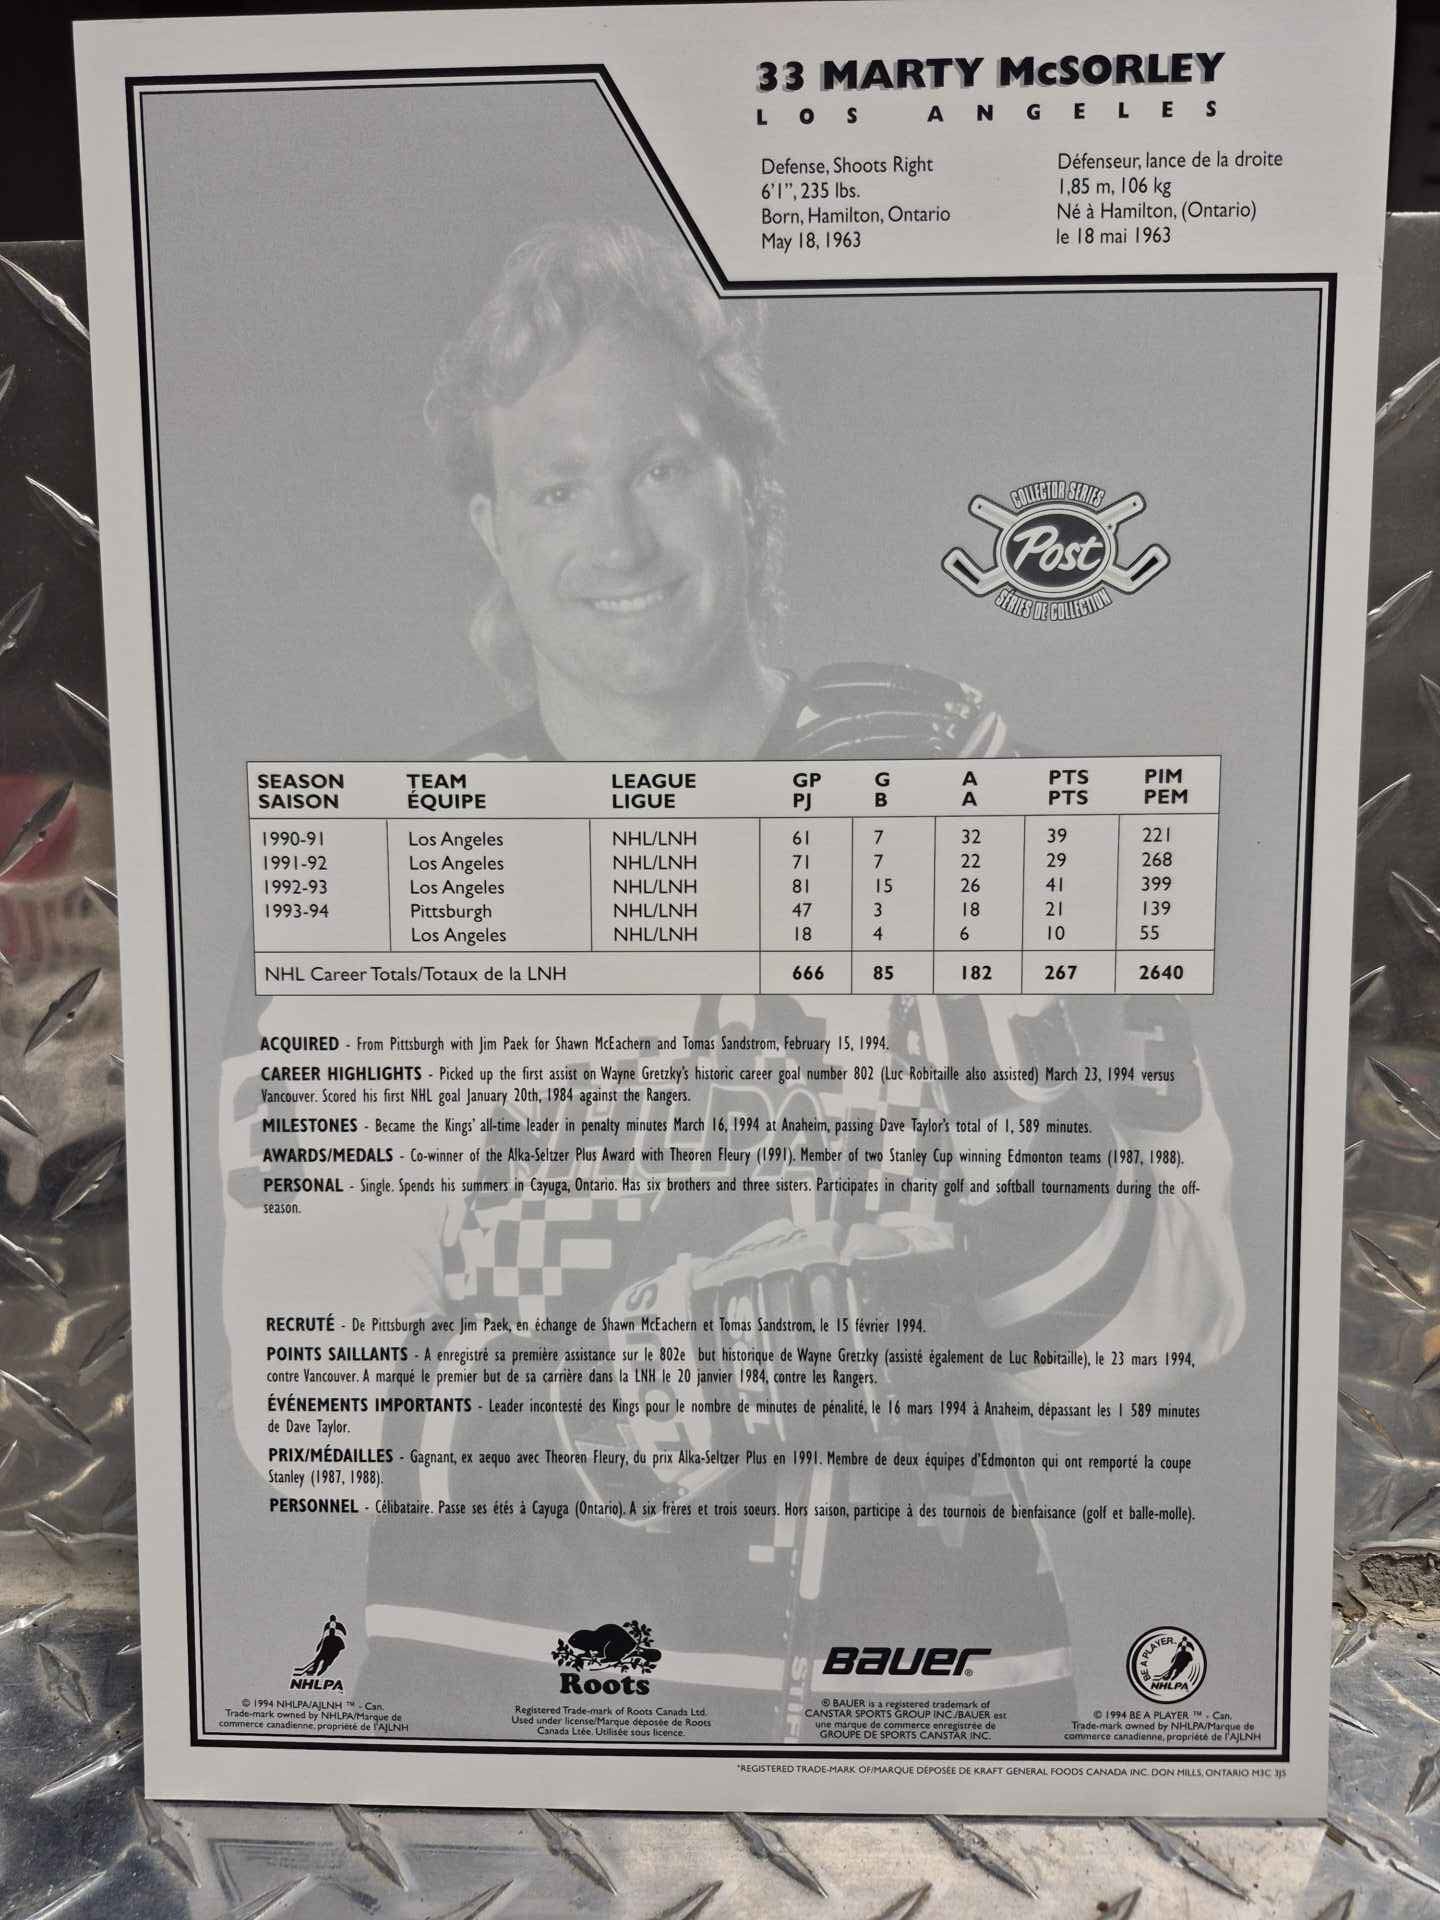 33 MARTY McSORLEY
LOS ANGELES
Defense, Shoots Right
6'1", 235 lbs.
Born, Hamilton, Ontario
May 18, 1963
Défenseur, lance de la droite
1,85 m, 106 kg
Né à Hamilton, (Ontario)
le 18 mai 1963
COLLECTOR SERIES
Post
SÉRIES DE COLLECTION
SEASON TEAM LEAGUE GP G A PTS PIM
SAISON ÉQUIPE LIGUE PJ B A PTS PEM
1990-91 Los Angeles NHL/LNH 61 7 32 39 221
1991-92 Los Angeles NHL/LNH 71 7 22 29 268
1992-93 Los Angeles NHL/LNH 81 15 26 41 399
1993-94 Pittsburgh NHL/LNH 47 3 18 21 139
Los Angeles NHL/LNH 18 4 6 10 55
NHL Career Totals/Totaux de la LNH 666 85 182 267 2640
ACQUIRED - From Pittsburgh with Jim Paek for Shawn McEachern and Tomas Sandstrom, February 15, 1994.
CAREER HIGHLIGHTS - Picked up the first assist on Wayne Gretzky's historic career goal number 802 (Luc Robitaille also assisted) March 23, 1994 versus
Vancouver. Scored his first NHL goal January 20th, 1984 against the Rangers.
MILESTONES - Became the Kings' all-time leader in penalty minutes March 16, 1994 at Anaheim, passing Dave Taylor's total of 1, 589 minutes.
AWARDS/MEDALS - Co-winner of the Alka-Seltzer Plus Award with Theoren Fleury (1991). Member of two Stanley Cup winning Edmonton teams (1987, 1988).
PERSONAL - Single. Spends his summers in Cayuga, Ontario. Has six brothers and three sisters. Participates in charity golf and softball tournaments during the off-
season.
RECRUTÉ - De Pittsburgh avec Jim Paek, en échange de Shawn McEachern et Tomas Sandstrom, le 15 février 1994.
POINTS SAILLANTS - A enregistré sa première assistance sur le 802e but historique de Wayne Gretzky (assisté également de Luc Robitaille), le 23 mars 1994,
contre Vancouver. A marqué le premier but de sa carrière dans la LNH le 20 janvier 1984, contre les Rangers.
ÉVÉNEMENTS IMPORTANTS - Leader incontesté des Kings pour le nombre de minutes de pénalité, le 16 mars 1994 à Anaheim, dépassant les 1 589 minutes
de Dave Taylor.
PRIX/MÉDAILLES - Gagnant, ex aequo avec Theoren Fleury, du prix Alka-Seltzer Plus en 1991. Membre de deux équipes d'Edmonton qui ont remporté la coupe
Stanley (1987, 1988).
PERSONNEL - Célibataire. Passe ses étés à Cayuga (Ontario). A six frères et trois soeurs. Hors saison, participe à des tournois de bienfaisance (golf et balle-molle).
NHLPA
© 1994 NHLPA/AJLNH ™ - Can.
Trade-mark owned by NHLPA/Marque de
commerce canadienne, propriété de l'AJLNH
Roots
Registered Trade-mark of Roots Canada Ltd.
Used under license/Marque déposée de Roots
Canada Ltée. Utilisée sous licence.
BAUER®
® BAUER is a registered trademark of
CANSTAR SPORTS GROUP INC./BAUER est
une marque de commerce enregistrée de
GROUPE DE SPORTS CANSTAR INC.
BE A PLAYER
NHLPA
© 1994 BE A PLAYER ™ - Can.
Trade-mark owned by NHLPA/Marque de
commerce canadienne, propriété de l'AJLNH
*REGISTERED TRADE-MARK OF/MARQUE DÉPOSÉE DE KRAFT GENERAL FOODS CANADA INC. DON MILLS, ONTARIO M3C 3J5